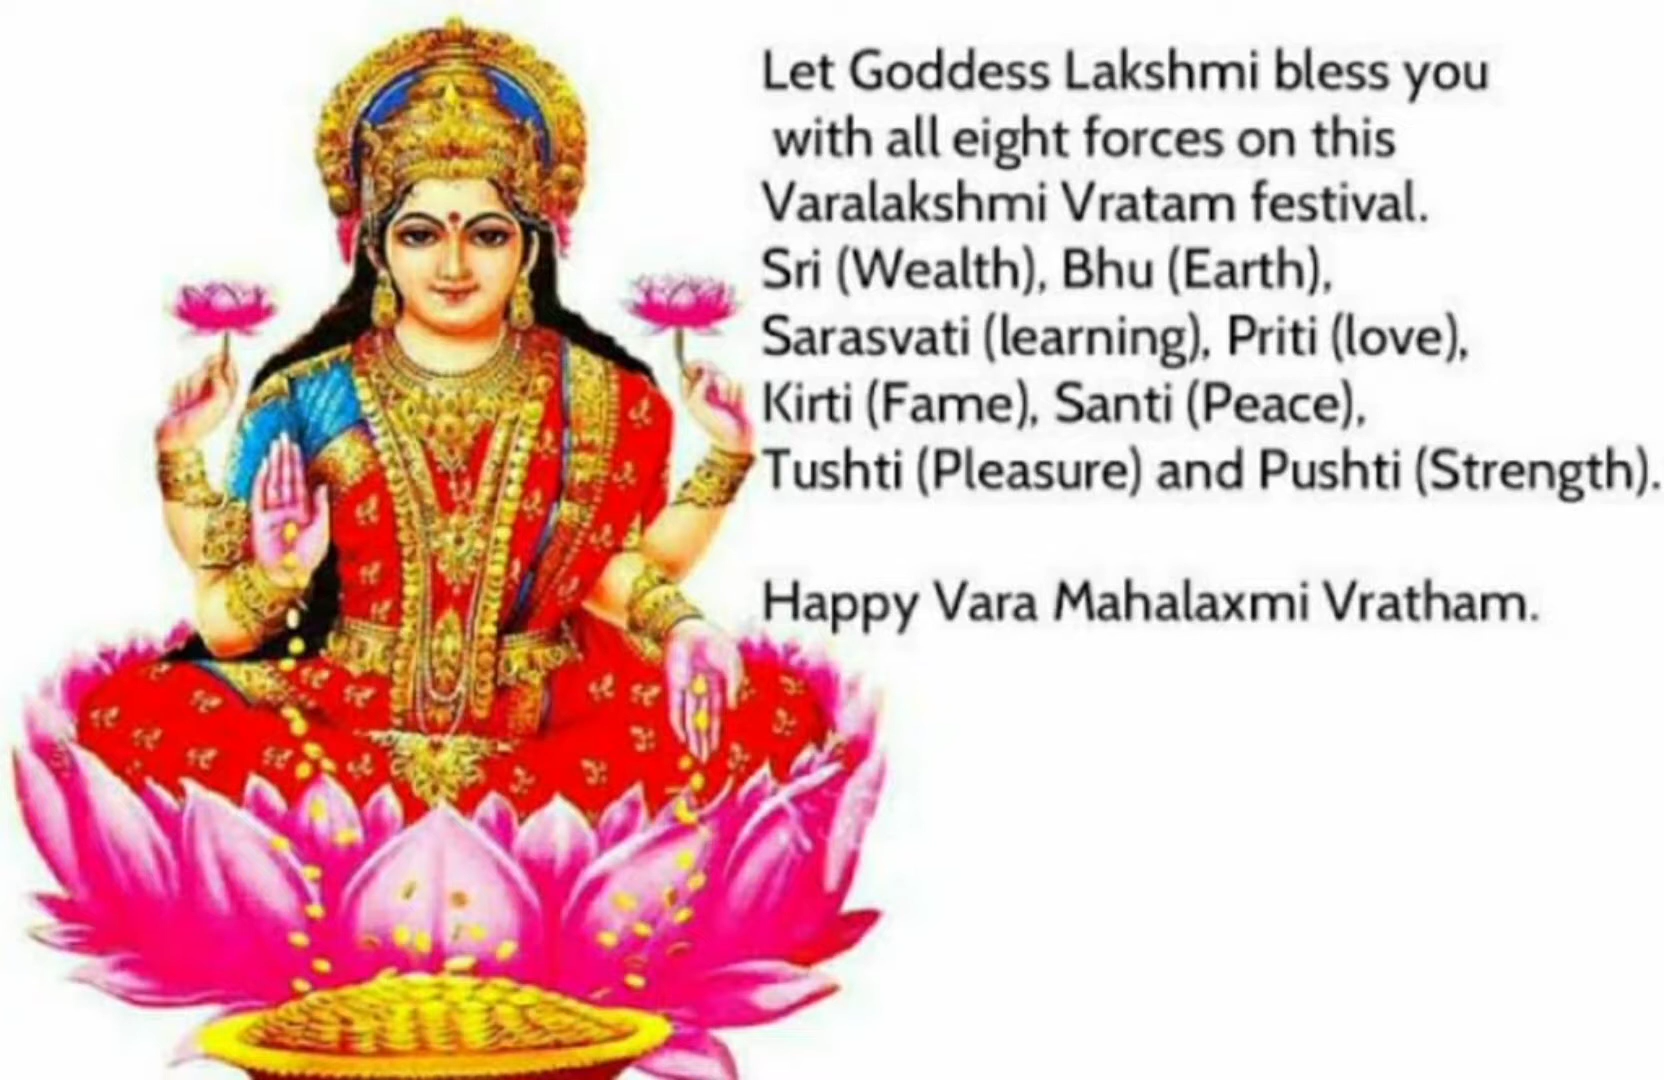 Let Goddess Lakshmi bless you
with all eight forces on this
Varalakshmi Vratam festival.
Sri (Wealth), Bhu (Earth),
Sarasvati (learning), Priti (love),
Kirti (Fame), Santi (Peace),
Tushti (Pleasure) and Pushti (Strength).
Happy Vara Mahalaxmi Vratham.